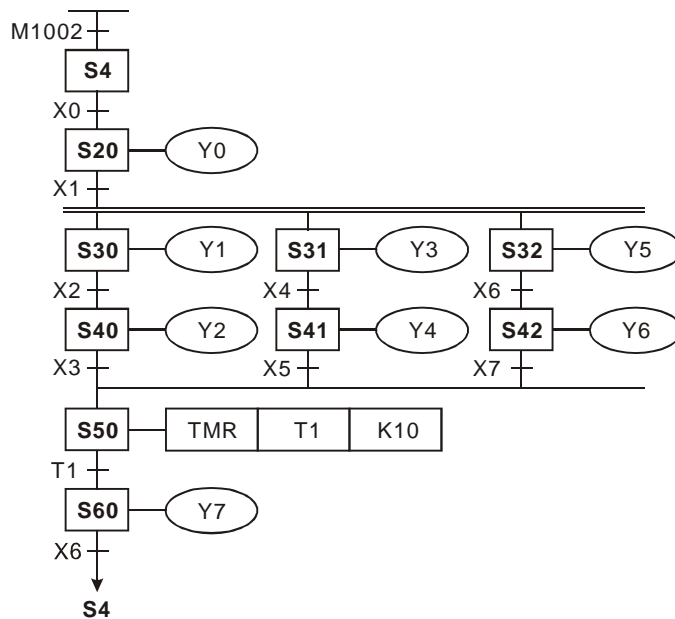 M1002
S4
X0
S20 Y0
X1
S30 Y1 S31 Y3 S32 Y5
X2 X4 X6
S40 Y2 S41 Y4 S42 Y6
X3 X5 X7
S50 TMR T1 K10
T1
S60 Y7
X6
S4